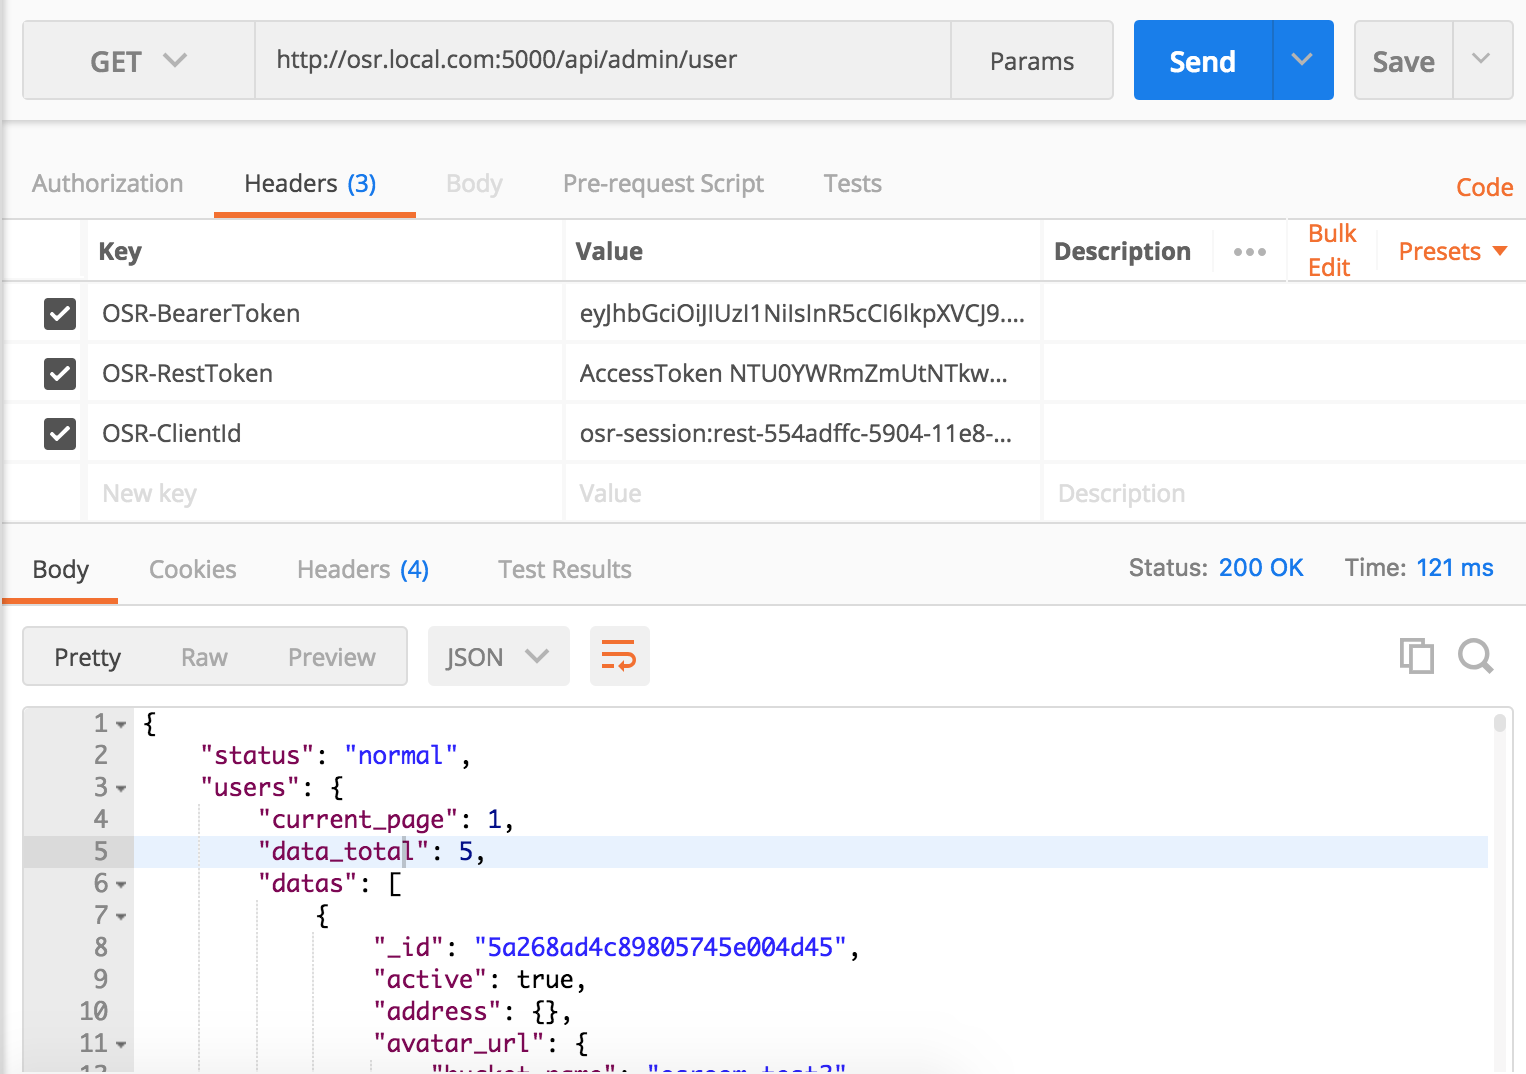 GET http://osr.local.com:5000/api/admin/user Params Send Save
Authorization Headers (3) Body Pre-request Script Tests Code
Key Value Description ••• Bulk Edit Presets
OSR-BearerToken eyJhbGciOiJIUzI1NiIsInR5cCI6IkpXVCJ9....
OSR-RestToken AccessToken NTU0YWRmZmUtNTkw...
OSR-ClientId osr-session:rest-554adffc-5904-11e8-...
New key Value Description
Body Cookies Headers (4) Test Results Status: 200 OK Time: 121 ms
Pretty Raw Preview JSON
1 {
2 "status": "normal",
3 "users": {
4 "current_page": 1,
5 "data_total": 5,
6 "datas": [
7 {
8 "_id": "5a268ad4c89805745e004d45",
9 "active": true,
10 "address": {},
11 "avatar_url": {
12 "bucket_name": "osroom-test2"